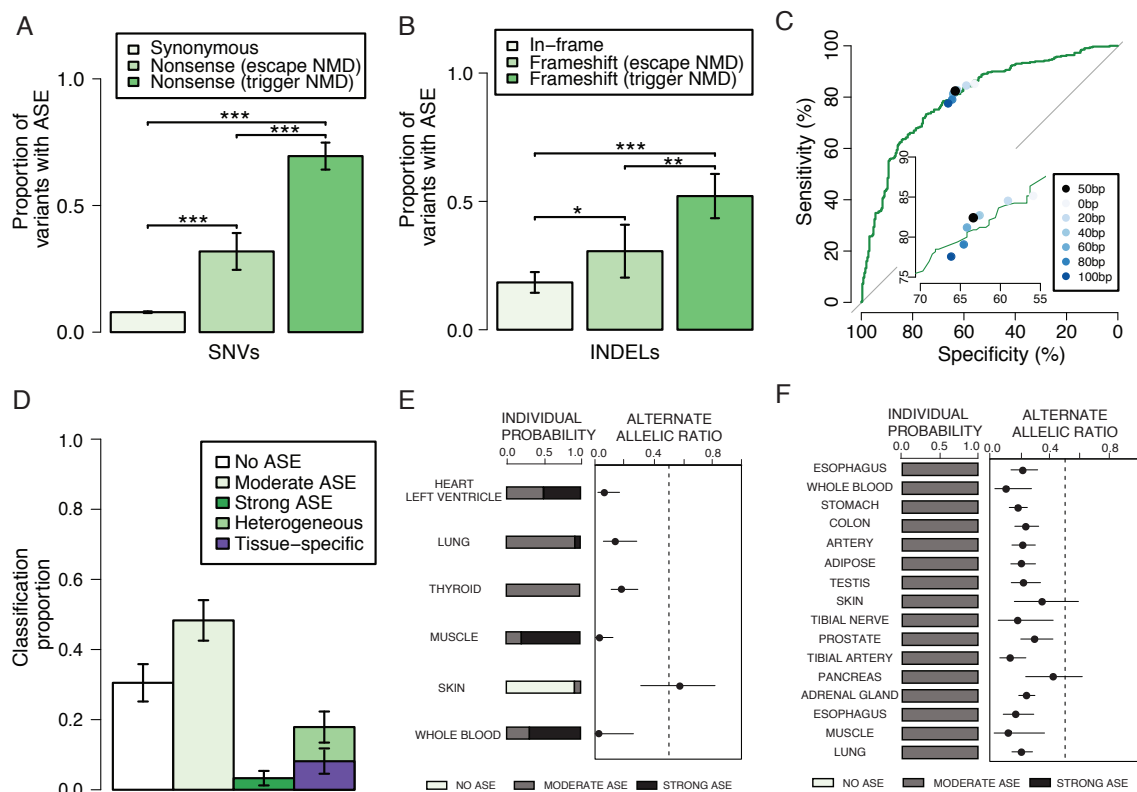 A
Synonymous
Nonsense (escape NMD)
Nonsense (trigger NMD)
Proportion of
variants with ASE
1.0
0.5
0.0
***
***
***
SNVs
B
In-frame
Frameshift (escape NMD)
Frameshift (trigger NMD)
Proportion of
variants with ASE
1.0
0.5
0.0
***
**
*
INDELs
C
Sensitivity (%)
100
80
60
40
20
0
90
85
80
75
70 65 60 55
50bp
0bp
20bp
40bp
60bp
80bp
100bp
100 80 60 40 20 0
Specificity (%)
D
No ASE
Moderate ASE
Strong ASE
Heterogeneous
Tissue-specific
Classification
proportion
1.0
0.8
0.6
0.4
0.2
0.0
E
INDIVIDUAL
PROBABILITY
0.0 0.5 1.0
ALTERNATE
ALLELIC RATIO
0 0.4 0.8
HEART
LEFT VENTRICLE
LUNG
THYROID
MUSCLE
SKIN
WHOLE BLOOD
NO ASE MODERATE ASE STRONG ASE
F
INDIVIDUAL
PROBABILITY
0.0 0.5 1.0
ALTERNATE
ALLELIC RATIO
0.0 0.4 0.8
ESOPHAGUS
WHOLE BLOOD
STOMACH
COLON
ARTERY
ADIPOSE
TESTIS
SKIN
TIBIAL NERVE
PROSTATE
TIBIAL ARTERY
PANCREAS
ADRENAL GLAND
ESOPHAGUS
MUSCLE
LUNG
NO ASE MODERATE ASE STRONG ASE